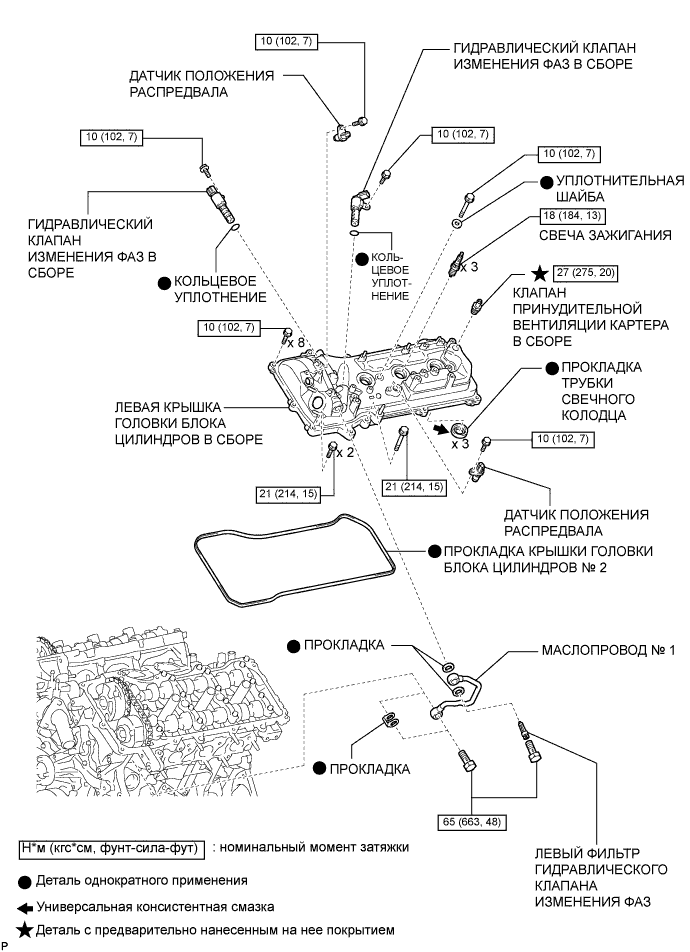 10 (102, 7)
ГИДРАВЛИЧЕСКИЙ КЛАПАН
ИЗМЕНЕНИЯ ФАЗ В СБОРЕ
ДАТЧИК ПОЛОЖЕНИЯ
РАСПРЕДВАЛА
10 (102, 7)
10 (102, 7)
10 (102, 7)
УПЛОТНИТЕЛЬНАЯ
ШАЙБА
18 (184, 13)
СВЕЧА ЗАЖИГАНИЯ
x 3
ГИДРАВЛИЧЕСКИЙ
КЛАПАН
ИЗМЕНЕНИЯ ФАЗ В
СБОРЕ
КОЛЬЦЕВОЕ
УПЛОТНЕНИЕ
КОЛЬ-
ЦЕВОЕ
УПЛОТ-
НЕНИЕ
27 (275, 20)
КЛАПАН
ПРИНУДИТЕЛЬНОЙ
ВЕНТИЛЯЦИИ КАРТЕРА
В СБОРЕ
10 (102, 7)
x 8
ПРОКЛАДКА
ТРУБКИ
СВЕЧНОГО
КОЛОДЦА
ЛЕВАЯ КРЫШКА
ГОЛОВКИ БЛОКА
ЦИЛИНДРОВ В СБОРЕ
x 3
10 (102, 7)
x 2
21 (214, 15)
21 (214, 15)
ДАТЧИК ПОЛОЖЕНИЯ
РАСПРЕДВАЛА
ПРОКЛАДКА КРЫШКИ ГОЛОВКИ
БЛОКА ЦИЛИНДРОВ № 2
ПРОКЛАДКА
МАСЛОПРОВОД № 1
ПРОКЛАДКА
65 (663, 48)
Н*м (кгс*см, фунт-сила-фут) : номинальный момент затяжки
ЛЕВЫЙ ФИЛЬТР
ГИДРАВЛИЧЕСКОГО
КЛАПАНА
ИЗМЕНЕНИЯ ФАЗ
Деталь однократного применения
Универсальная консистентная смазка
Деталь с предварительно нанесенным на нее покрытием
P